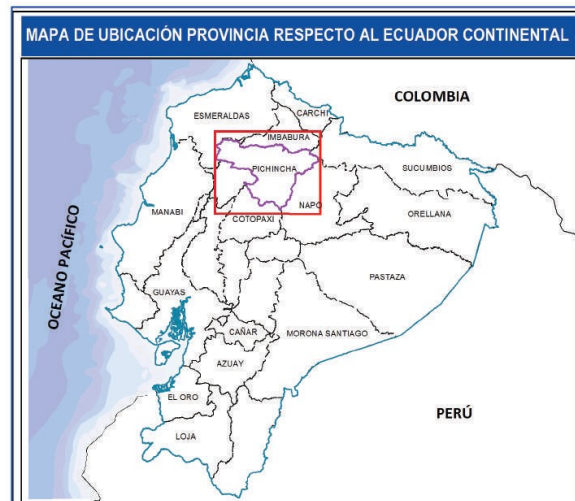 MAPA DE UBICACIÓN PROVINCIA RESPECTO AL ECUADOR CONTINENTAL
COLOMBIA
CARCHI
ESMERALDAS
IMBABURA
PICHINCHA
SUCUMBIOS
NAPO
ORELLANA
MANABI
COTOPAXI
OCEANO PACÍFICO
PASTAZA
GUAYAS
CAÑAR
MORONA SANTIAGO
AZUAY
EL ORO
PERÚ
LOJA